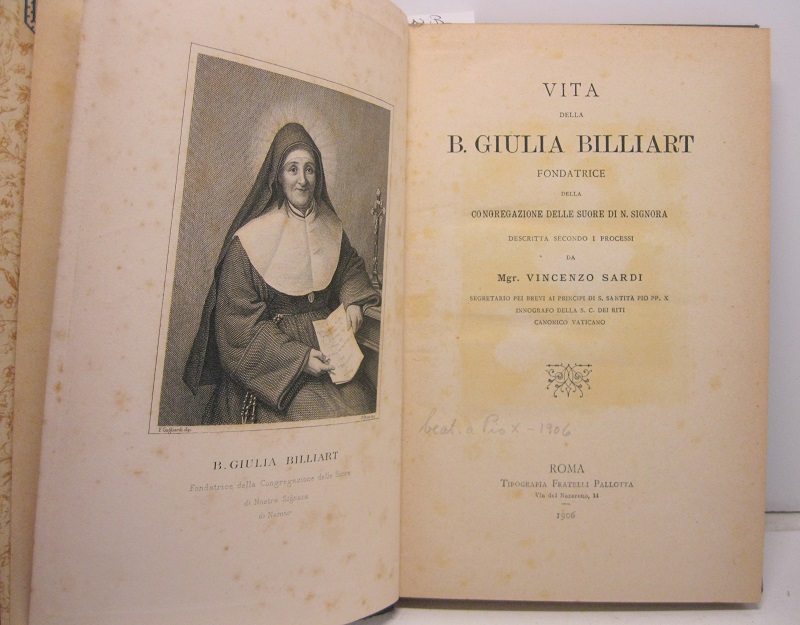 B. GIULIA BILLIART
Fondatrice della Congregazione delle Suore
di Nostra Signora
di Namur
VITA
DELLA
B. GIULIA BILLIART
FONDATRICE
DELLA
CONGREGAZIONE DELLE SUORE DI N. SIGNORA
DESCRITTA SECONDO I PROCESSI
DA
Mgr. VINCENZO SARDI
SEGRETARIO PEI BREVI AI PRINCIPI DI S. SANTITÀ PIO PP. X
INNOGRAFO DELLA S. C. DEI RITI
CANONICO VATICANO
beat. a Pio X - 1906
ROMA
TIPOGRAFIA FRATELLI PALLOTTA
Via del Nazareno, 14
1906